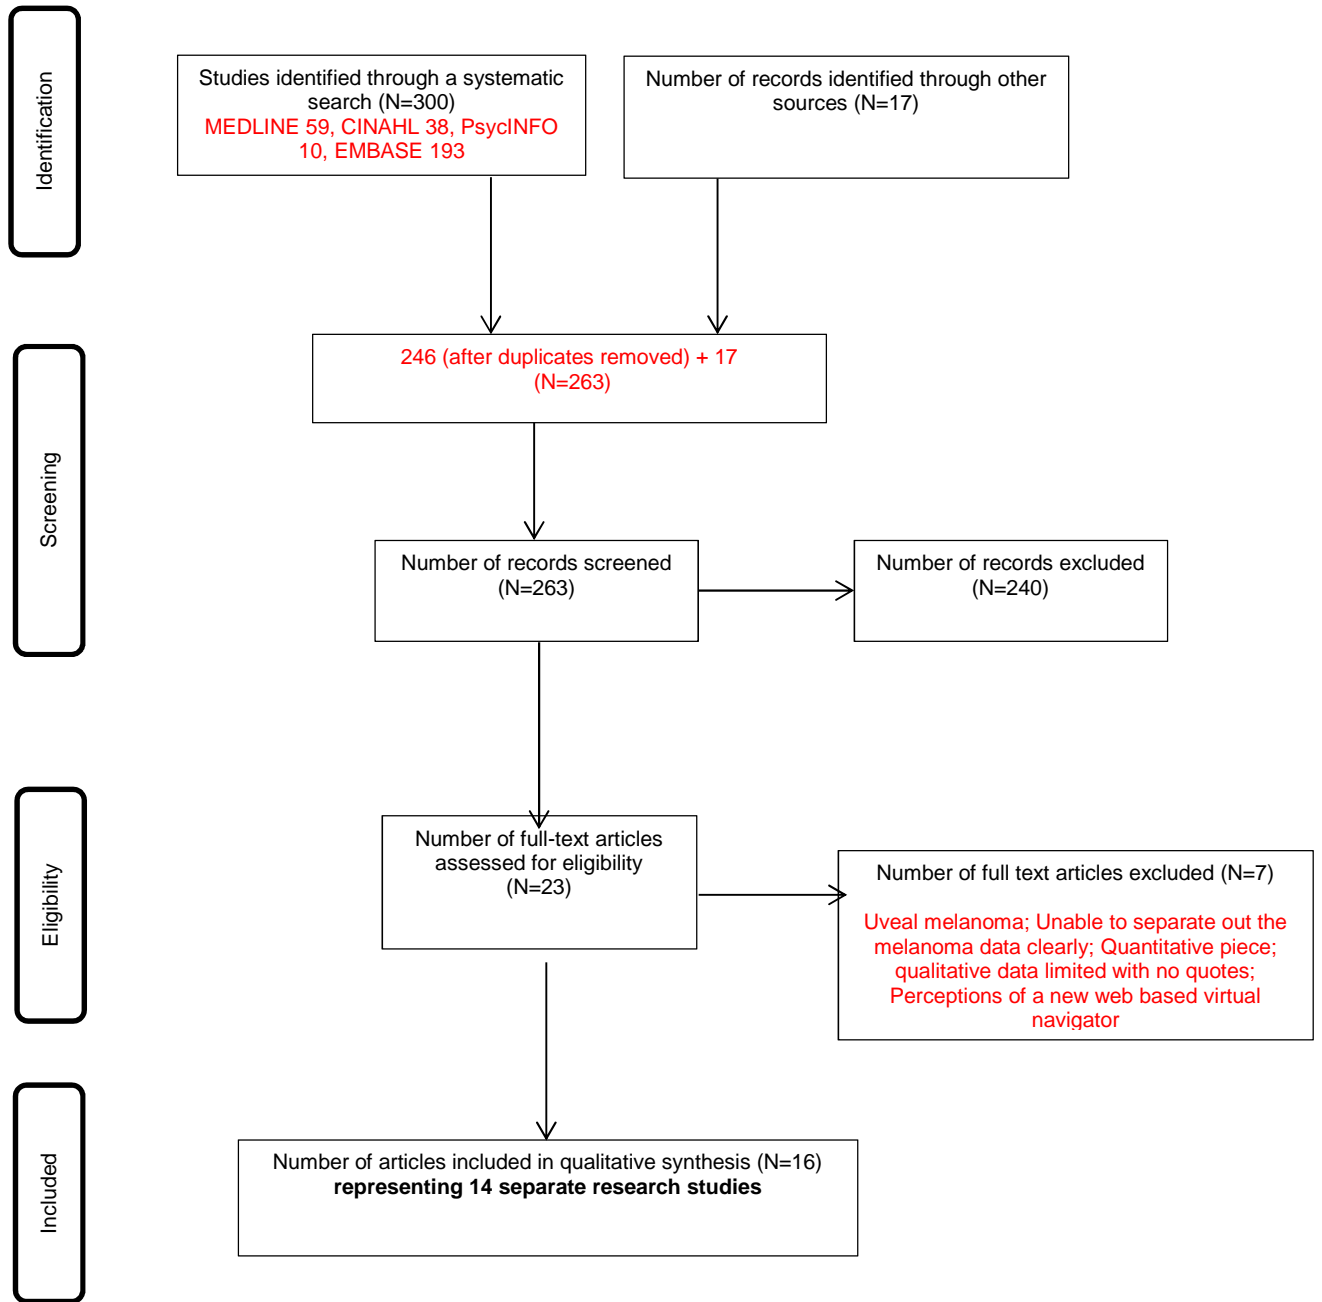 Identification
Studies identified through a systematic
search (N=300)
MEDLINE 59, CINAHL 38, PsycINFO
10, EMBASE 193
Number of records identified through other
sources (N=17)
Screening
246 (after duplicates removed) + 17
(N=263)
Number of records screened
(N=263)
Number of records excluded
(N=240)
Eligibility
Number of full-text articles
assessed for eligibility
(N=23)
Number of full text articles excluded (N=7)
Uveal melanoma; Unable to separate out the
melanoma data clearly; Quantitative piece;
qualitative data limited with no quotes;
Perceptions of a new web based virtual
navigator
Included
Number of articles included in qualitative synthesis (N=16)
representing 14 separate research studies